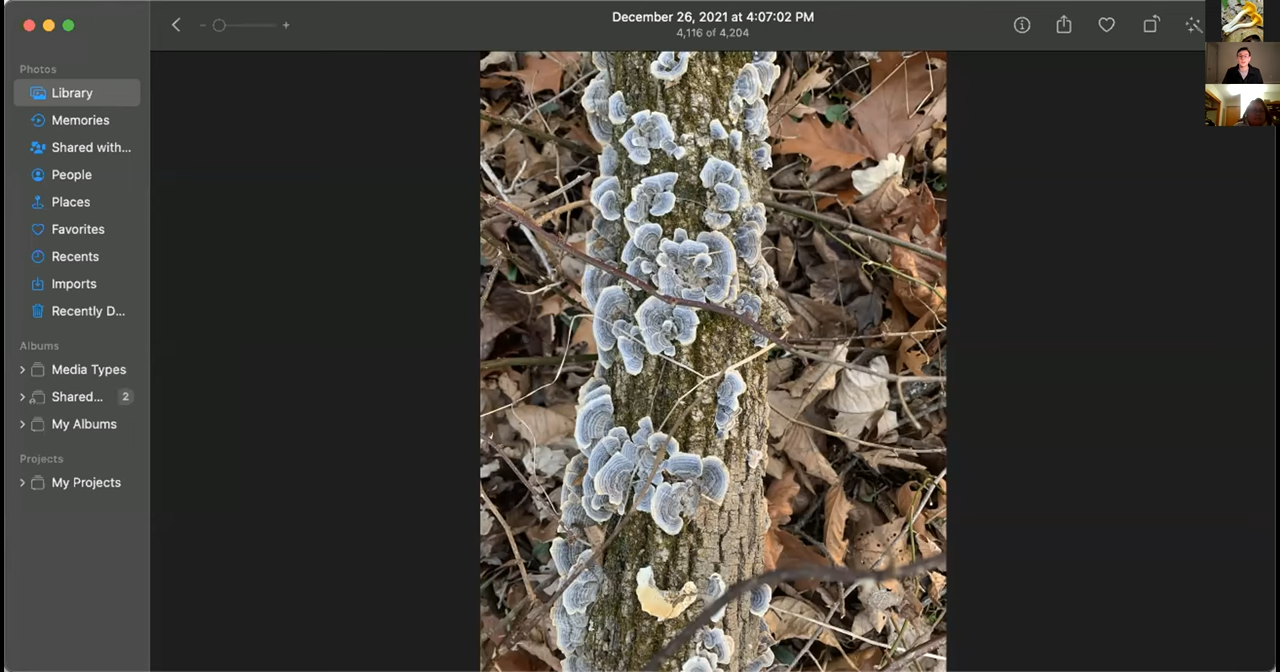 December 26, 2021 at 4:07:02 PM
4,116 of 4,204
Photos
Library
Memories
Shared with...
People
Places
Favorites
Recents
Imports
Recently D...
Albums
Media Types
Shared... 2
My Albums
Projects
My Projects